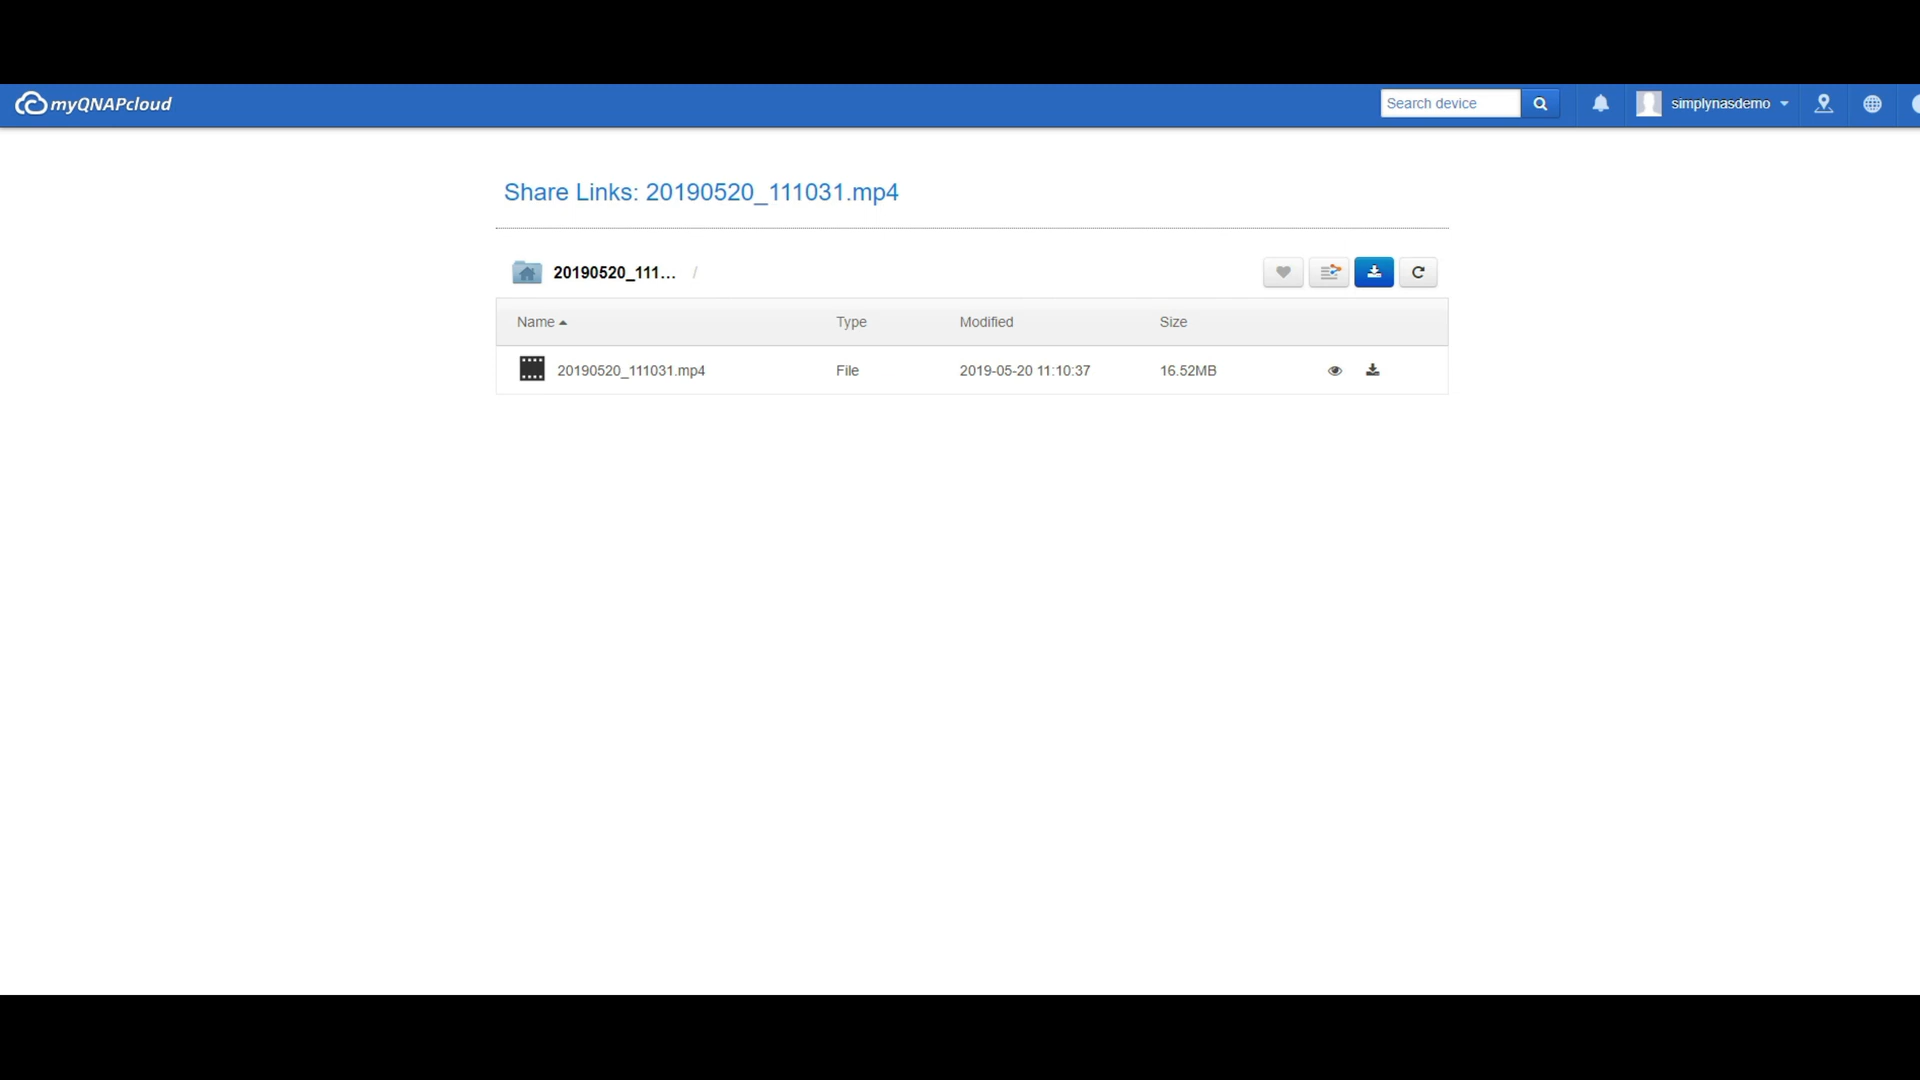 myQNAPcloud
Search device
simplynasdemo
Share Links: 20190520_111031.mp4
20190520_111... /
Name Type Modified Size
20190520_111031.mp4 File 2019-05-20 11:10:37 16.52MB